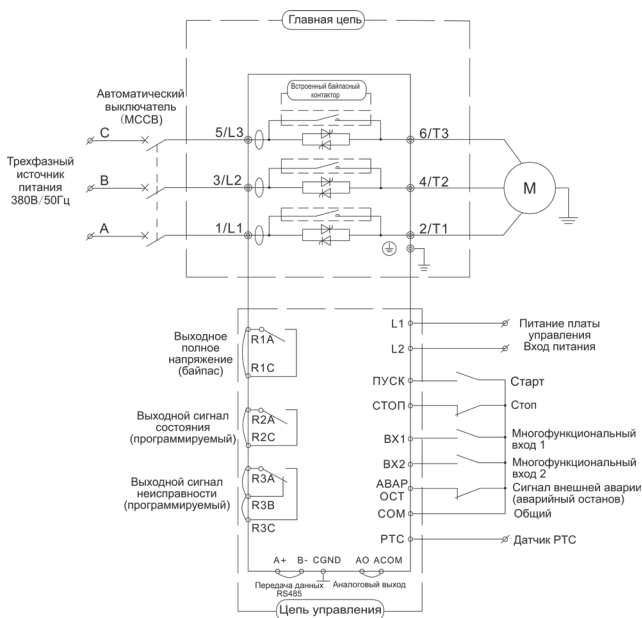 Главная цепь
Встроенный байпасный
контактор
Автоматический
выключатель
(МССВ)
C
5/L3
6/T3
Трехфазный
источник
питания
380В/50Гц
B
3/L2
4/T2
M
A
1/L1
2/T1
Выходное
полное
напряжение
(байпас)
R1A
R1C
L1
Питание платы
управления
L2
Вход питания
ПУСК
Старт
Выходной сигнал
состояния
(программируемый)
R2A
R2C
СТОП
Стоп
ВХ1
Многофункциональный
вход 1
ВХ2
Многофункциональный
вход 2
Выходной сигнал
неисправности
(программируемый)
R3A
R3B
R3C
АВАР
ОСТ
Сигнал внешней аварии
(аварийный останов)
COM
Общий
PTC
Датчик PTC
A+ B- CGND AO ACOM
Передача данных
RS485
Аналоговый выход
Цепь управления